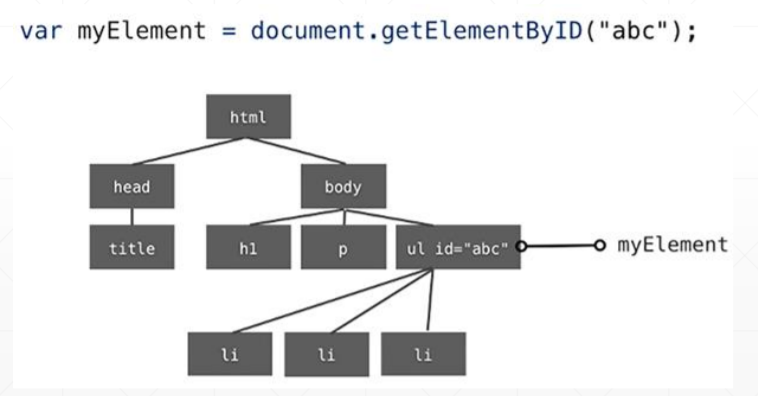 var myElement = document.getElementByID("abc");
html
head
body
title
h1
p
ul id="abc"
myElement
li
li
li